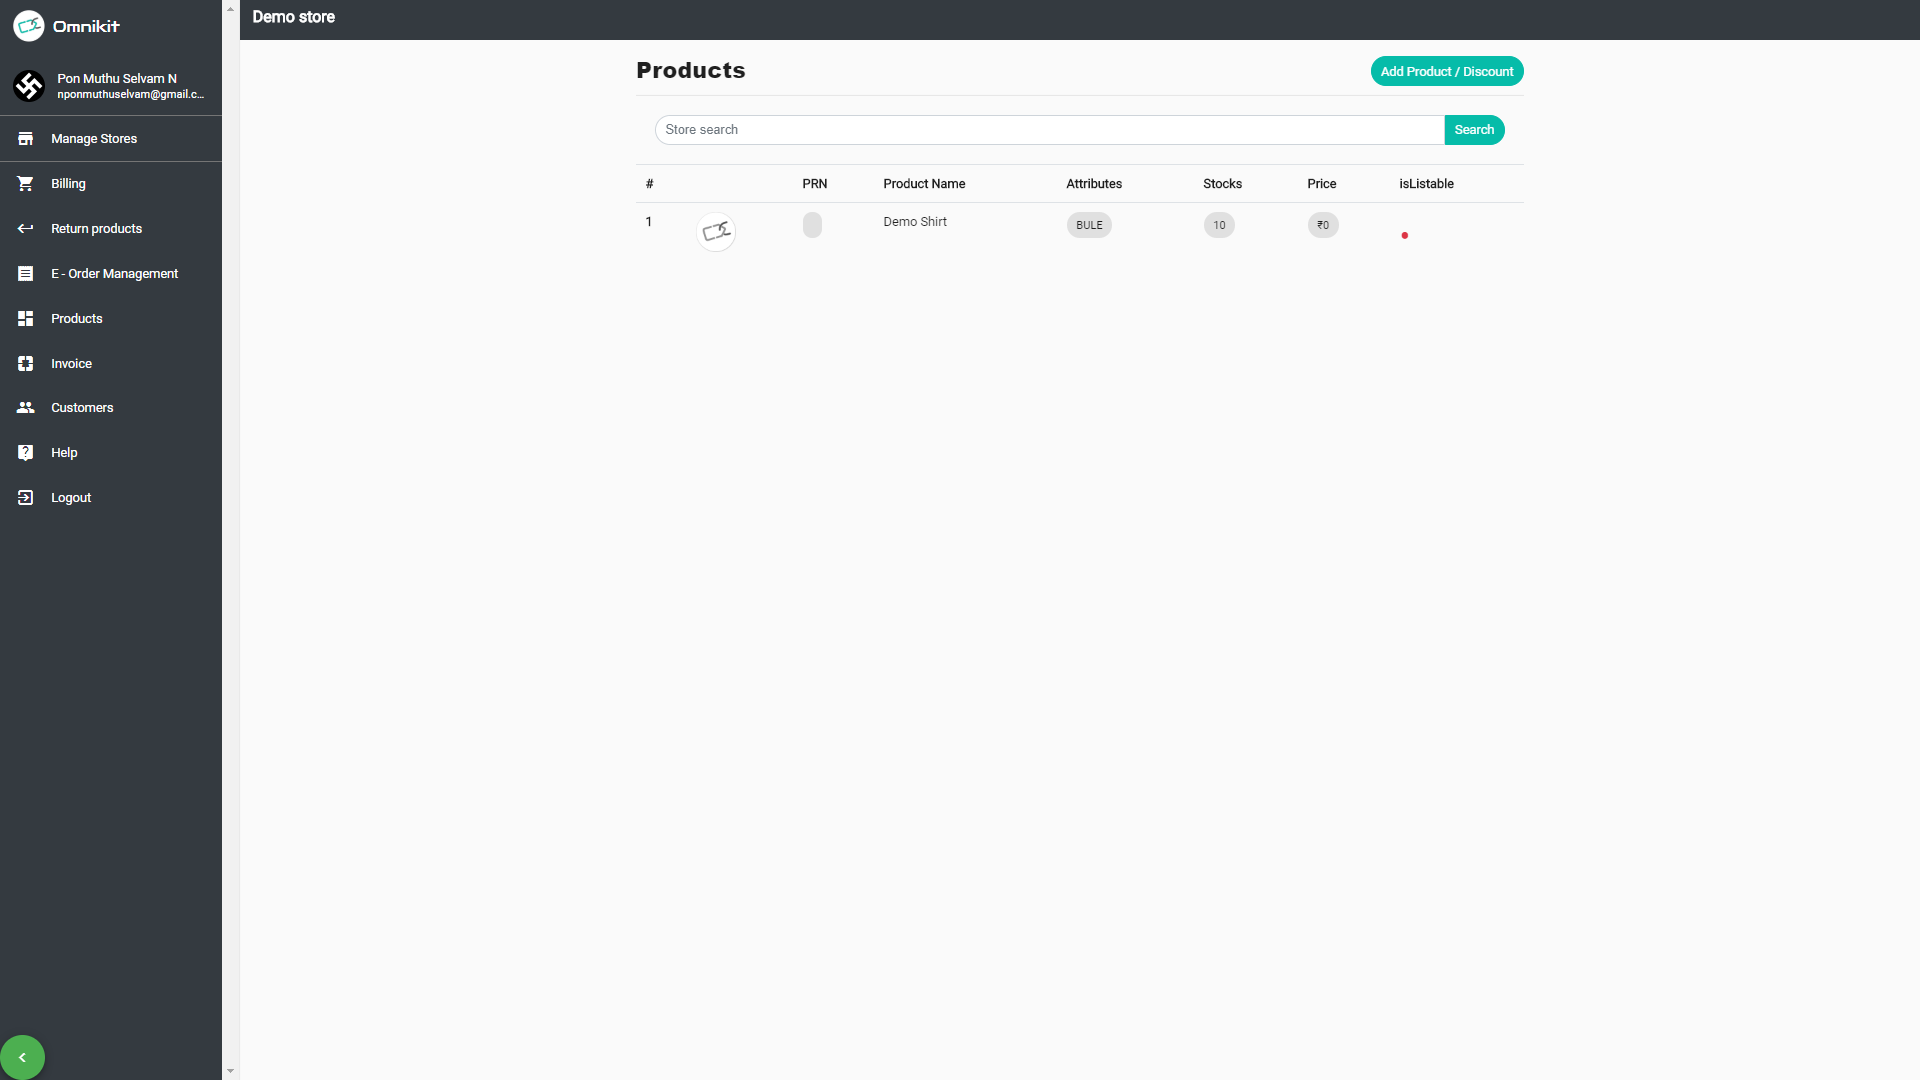 Omnikit
Demo store
Pon Muthu Selvam N
nponmuthuselvam@gmail.c...
Manage Stores
Billing
Return products
E - Order Management
Products
Invoice
Customers
Help
Logout
Products
Add Product / Discount
Store search
Search
# PRN Product Name Attributes Stocks Price isListable
1 Demo Shirt BULE 10 ₹0